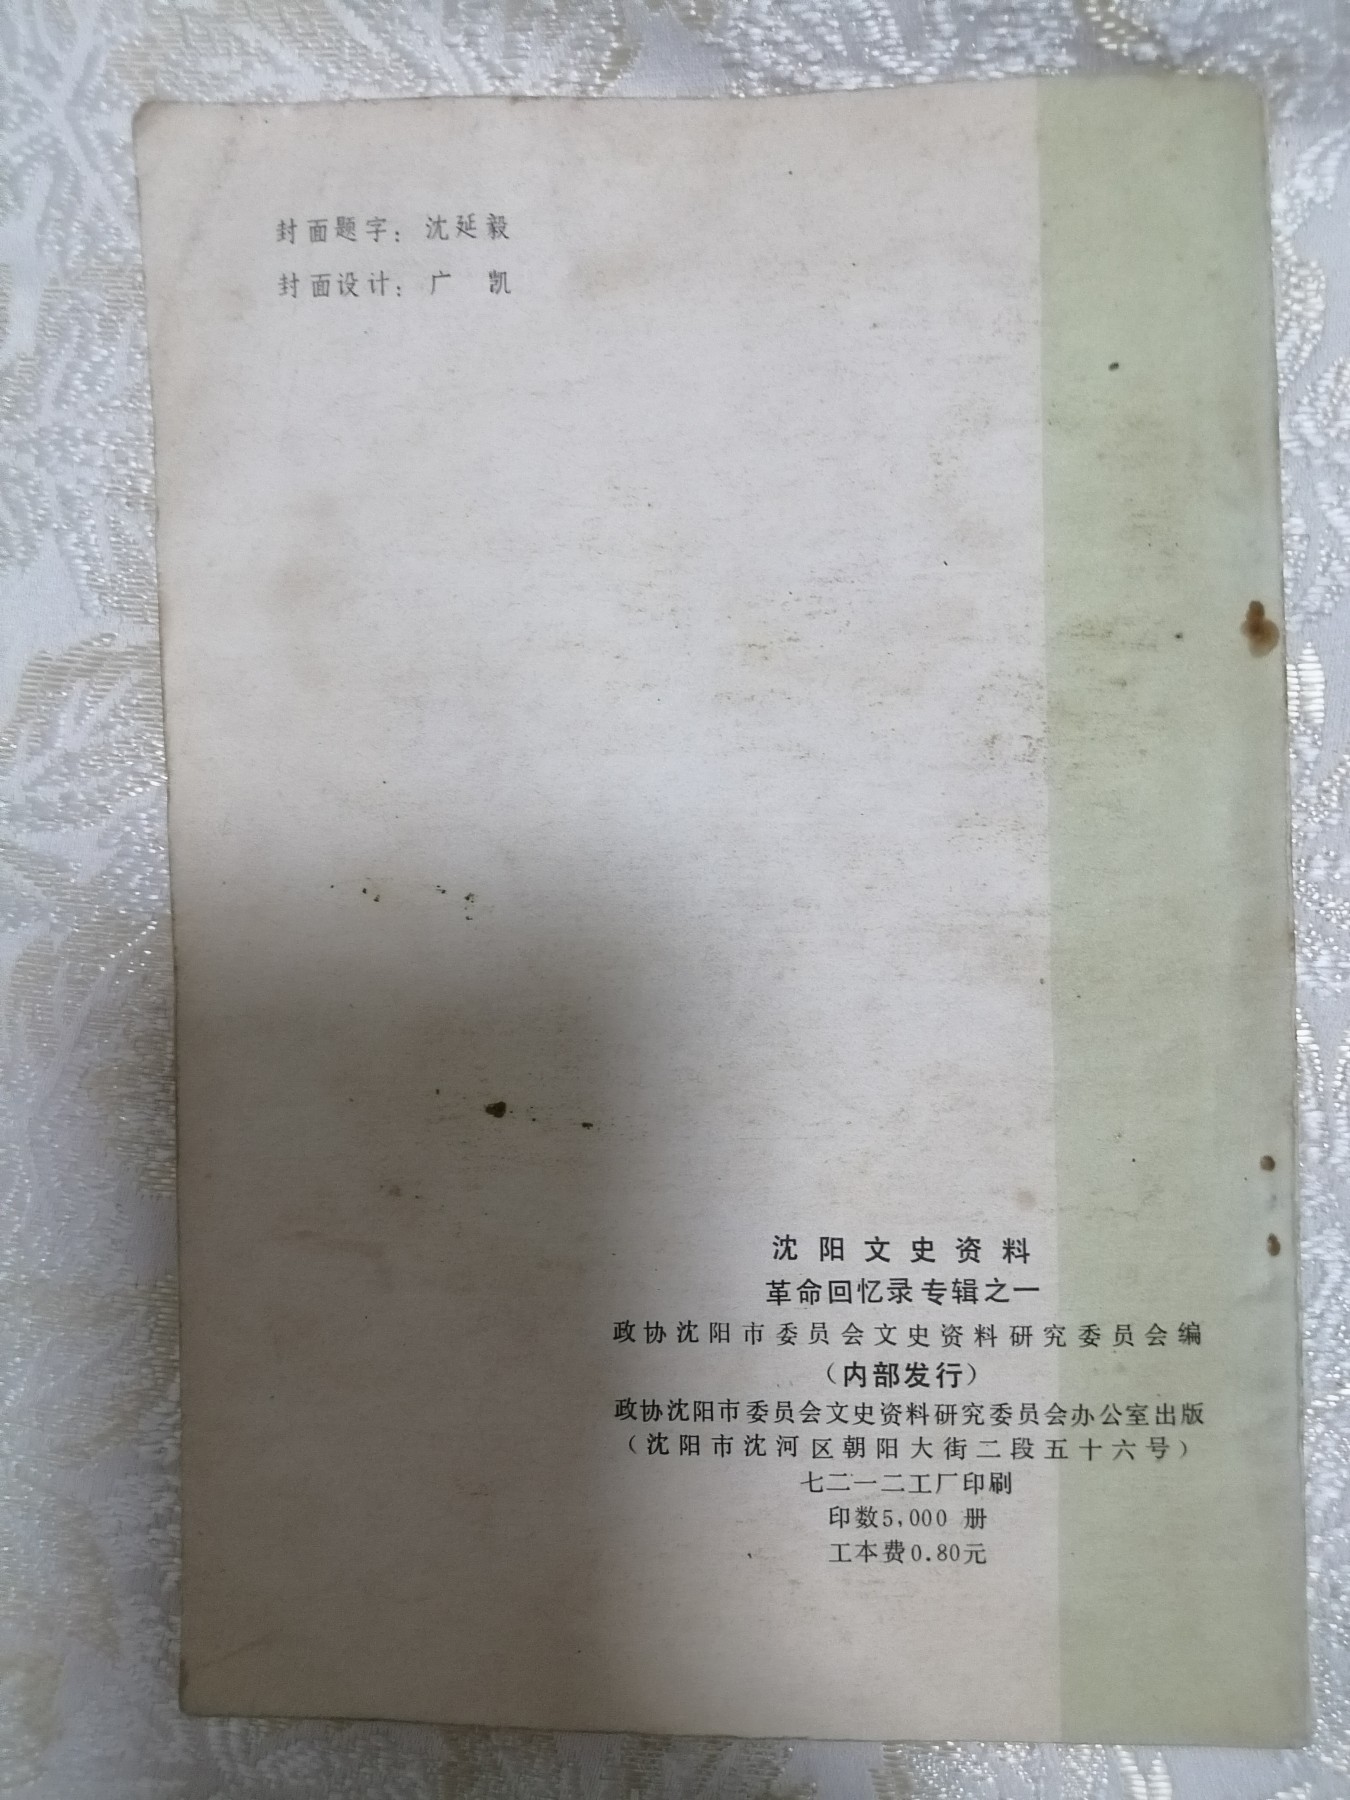 封面题字：沈延毅
封面设计：广　凯
沈阳文史资料
革命回忆录专辑之一
政协沈阳市委员会文史资料研究委员会编
（内部发行）
政协沈阳市委员会文史资料研究委员会办公室出版
（沈阳市沈河区朝阳大街二段五十六号）
七二一二工厂印刷
印数5,000 册
工本费0.80元